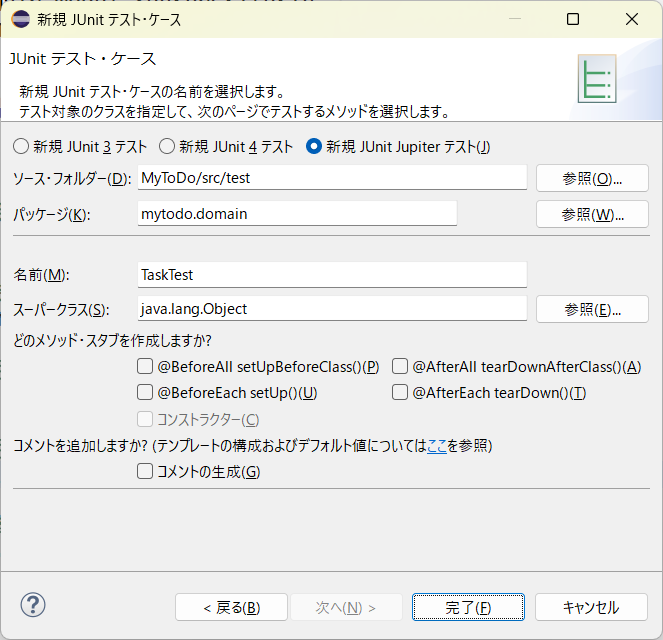 新規 JUnit テスト・ケース
JUnit テスト・ケース
新規 JUnit テスト・ケースの名前を選択します。
テスト対象のクラスを指定して、次のページでテストするメソッドを選択します。
新規 JUnit 3 テスト 新規 JUnit 4 テスト 新規 JUnit Jupiter テスト(J)
ソース・フォルダー(D): MyToDo/src/test 参照(O)...
パッケージ(K): mytodo.domain 参照(W)...
名前(M): TaskTest
スーパークラス(S): java.lang.Object 参照(E)...
どのメソッド・スタブを作成しますか?
@BeforeAll setUpBeforeClass()(P) @AfterAll tearDownAfterClass()(A)
@BeforeEach setUp()(U) @AfterEach tearDown()(T)
コンストラクター(C)
コメントを追加しますか? (テンプレートの構成およびデフォルト値についてはここを参照)
コメントの生成(G)
? < 戻る(B) 次へ(N) > 完了(F) キャンセル